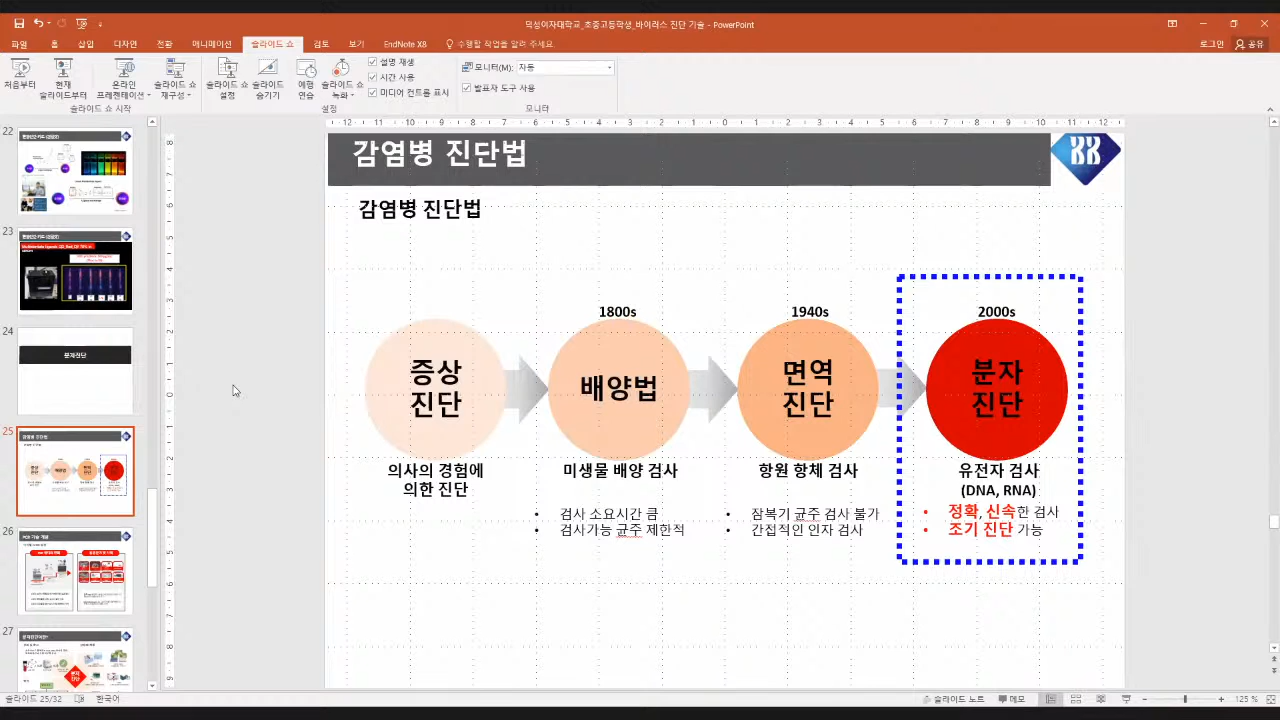 덕성여자대학교_초중고등학생_바이러스 진단 기술 - PowerPoint
파일 홈 삽입 디자인 전환 애니메이션 슬라이드 쇼 검토 보기 EndNote X8 수행할 작업을 알려 주세요. 로그인 공유
처음부터 현재 슬라이드부터 온라인 프레젠테이션 슬라이드 쇼 재구성 슬라이드 쇼 설정 슬라이드 숨기기 예행 연습 슬라이드 쇼 녹화
설명 재생
시간 사용
미디어 컨트롤 표시
모니터(M): 자동
발표자 도구 사용
슬라이드 쇼 시작 설정 모니터
22
23
24
문제진단
25
26
27
감염병 진단법
감염병 진단법
1800s 1940s 2000s
증상
진단
배양법
면역
진단
분자
진단
의사의 경험에
의한 진단
미생물 배양 검사
• 검사 소요시간 큼
• 검사가능 균주 제한적
항원 항체 검사
• 잠복기 균주 검사 불가
• 간접적인 인자 검사
유전자 검사
(DNA, RNA)
• 정확, 신속한 검사
• 조기 진단 가능
슬라이드 25/32 한국어 슬라이드 노트 메모 125 %